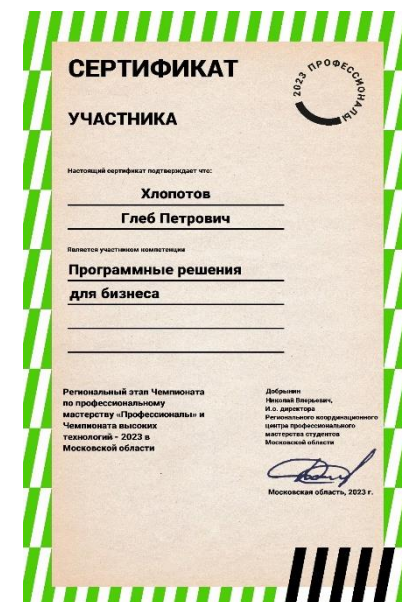 СЕРТИФИКАТ
2023 ПРОФЕССИОНАЛЫ
УЧАСТНИКА
Настоящий сертификат подтверждает что:
Хлопотов
Глеб Петрович
Является участником компетенции
Программные решения
для бизнеса
Региональный этап Чемпионата
по профессиональному
мастерству «Профессионалы» и
Чемпионата высоких
технологий - 2023 в
Московской области
Добрынин
Николай Валерьевич,
И.о. директора
Регионального координационного
центра профессионального
мастерства студентов
Московской области
Московская область, 2023 г.